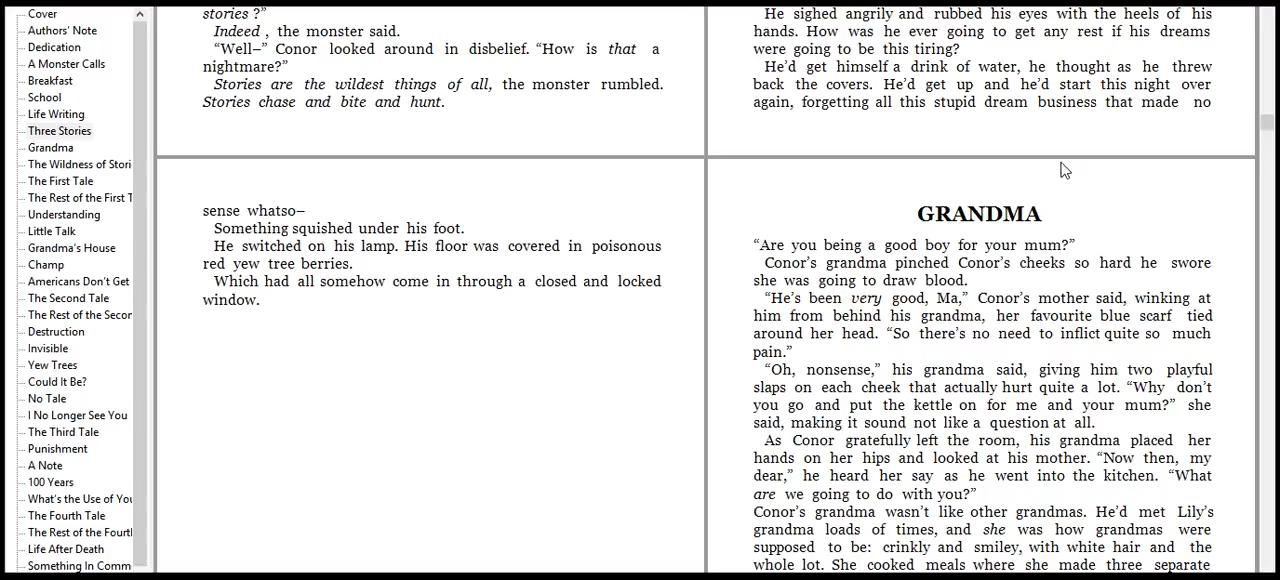 Cover
Authors' Note
Dedication
A Monster Calls
Breakfast
School
Life Writing
Three Stories
Grandma
The Wildness of Stori
The First Tale
The Rest of the First T
Understanding
Little Talk
Grandma's House
Champ
Americans Don't Get
The Second Tale
The Rest of the Secor
Destruction
Invisible
Yew Trees
Could It Be?
No Tale
I No Longer See You
The Third Tale
Punishment
A Note
100 Years
What's the Use of You
The Fourth Tale
The Rest of the Fourtl
Life After Death
Something In Comm
stories ?”
Indeed , the monster said.
“Well–” Conor looked around in disbelief. “How is that a
nightmare?”
Stories are the wildest things of all, the monster rumbled.
Stories chase and bite and hunt.
He sighed angrily and rubbed his eyes with the heels of his
hands. How was he ever going to get any rest if his dreams
were going to be this tiring?
He’d get himself a drink of water, he thought as he threw
back the covers. He’d get up and he’d start this night over
again, forgetting all this stupid dream business that made no
sense whatso–
Something squished under his foot.
He switched on his lamp. His floor was covered in poisonous
red yew tree berries.
Which had all somehow come in through a closed and locked
window.
GRANDMA
“Are you being a good boy for your mum?”
Conor’s grandma pinched Conor’s cheeks so hard he swore
she was going to draw blood.
“He’s been very good, Ma,” Conor’s mother said, winking at
him from behind his grandma, her favourite blue scarf tied
around her head. “So there’s no need to inflict quite so much
pain.”
“Oh, nonsense,” his grandma said, giving him two playful
slaps on each cheek that actually hurt quite a lot. “Why don’t
you go and put the kettle on for me and your mum?” she
said, making it sound not like a question at all.
As Conor gratefully left the room, his grandma placed her
hands on her hips and looked at his mother. “Now then, my
dear,” he heard her say as he went into the kitchen. “What
are we going to do with you?”
Conor’s grandma wasn’t like other grandmas. He’d met Lily’s
grandma loads of times, and she was how grandmas were
supposed to be: crinkly and smiley, with white hair and the
whole lot. She cooked meals where she made three separate